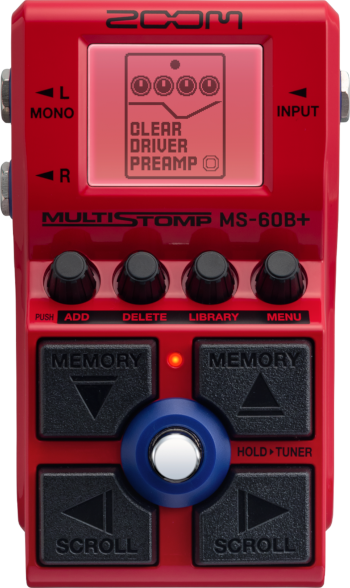 ZOOM
L
MONO
INPUT
R
CLEAR
DRIVER
PREAMP
MULTISTOMP MS-60B+
PUSH ADD DELETE LIBRARY MENU
MEMORY MEMORY
HOLD▸TUNER
SCROLL SCROLL